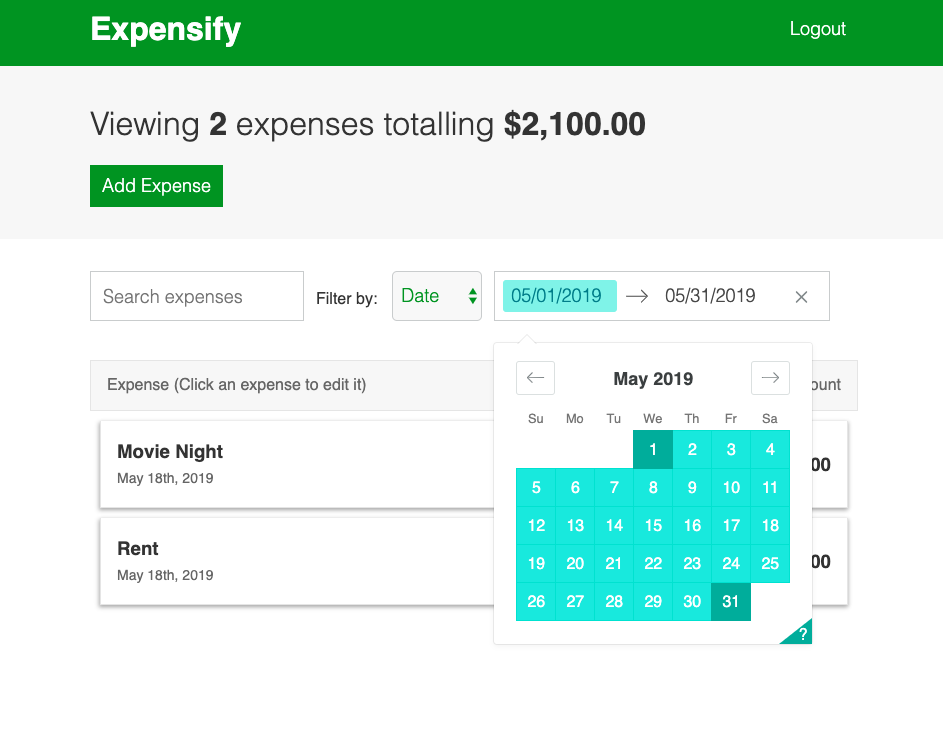 Expensify
Logout
Viewing 2 expenses totalling $2,100.00
Add Expense
Search expenses
Filter by:
Date
05/01/2019
05/31/2019
Expense (Click an expense to edit it)
May 2019
Su Mo Tu We Th Fr Sa
1 2 3 4
5 6 7 8 9 10 11
12 13 14 15 16 17 18
19 20 21 22 23 24 25
26 27 28 29 30 31
?
Movie Night
May 18th, 2019
Rent
May 18th, 2019